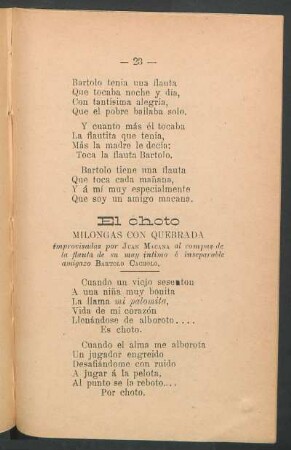 — 23 —
Bartolo tenia una flauta
Que tocaba noche y día,
Con tantísima alegría,
Que el pobre bailaba solo.
Y cuanto más él tocaba
La flautita que tenía,
Más la madre le decía:
Toca la flauta Bartolo.
Bartolo tiene una flauta
Que toca cada mañana,
Y á mí muy especialmente
Que soy un amigo macana.
El choto
MILONGAS CON QUEBRADA
improvisadas por JUAN MACANA al compas de
la flauta de su muy íntimo é inseparable
amigazo BARTOLO
Cuando un viejo sesenton
A una niña muy bonita
La llama mi palomita,
Vida de mi corazón
Llenándose de alboroto....
Es choto.
Cuando el alma me alborota
Un jugador engreido
Desafiándome con ruido
A jugar á la pelota,
Al punto se la reboto....
Por choto.